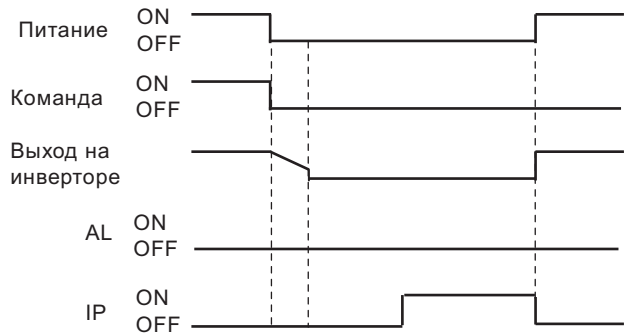 Питание ON
OFF
Команда ON
OFF
Выход на
инверторе
AL ON
OFF
IP ON
OFF